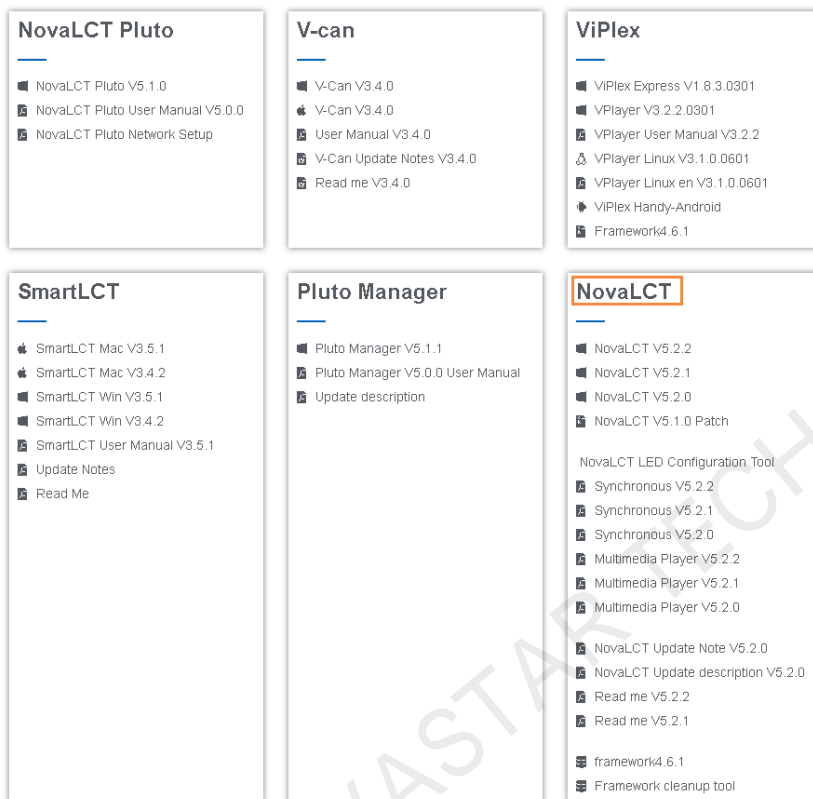 NovaLCT Pluto
NovaLCT Pluto V5.1.0
NovaLCT Pluto User Manual V5.0.0
NovaLCT Pluto Network Setup
V-can
V-Can V3.4.0
V-Can V3.4.0
User Manual V3.4.0
V-Can Update Notes V3.4.0
Read me V3.4.0
ViPlex
ViPlex Express V1.8.3.0301
VPlayer V3.2.2.0301
VPlayer User Manual V3.2.2
VPlayer Linux V3.1.0.0601
VPlayer Linux en V3.1.0.0601
ViPlex Handy-Android
Framework4.6.1
SmartLCT
SmartLCT Mac V3.5.1
SmartLCT Mac V3.4.2
SmartLCT Win V3.5.1
SmartLCT Win V3.4.2
SmartLCT User Manual V3.5.1
Update Notes
Read Me
Pluto Manager
Pluto Manager V5.1.1
Pluto Manager V5.0.0 User Manual
Update description
NovaLCT
NovaLCT V5.2.2
NovaLCT V5.2.1
NovaLCT V5.2.0
NovaLCT V5.1.0 Patch
NovaLCT LED Configuration Tool
Synchronous V5.2.2
Synchronous V5.2.1
Synchronous V5.2.0
Multimedia Player V5.2.2
Multimedia Player V5.2.1
Multimedia Player V5.2.0
NovaLCT Update Note V5.2.0
NovaLCT Update description V5.2.0
Read me V5.2.2
Read me V5.2.1
framework4.6.1
Framework cleanup tool
VASTAR TECH